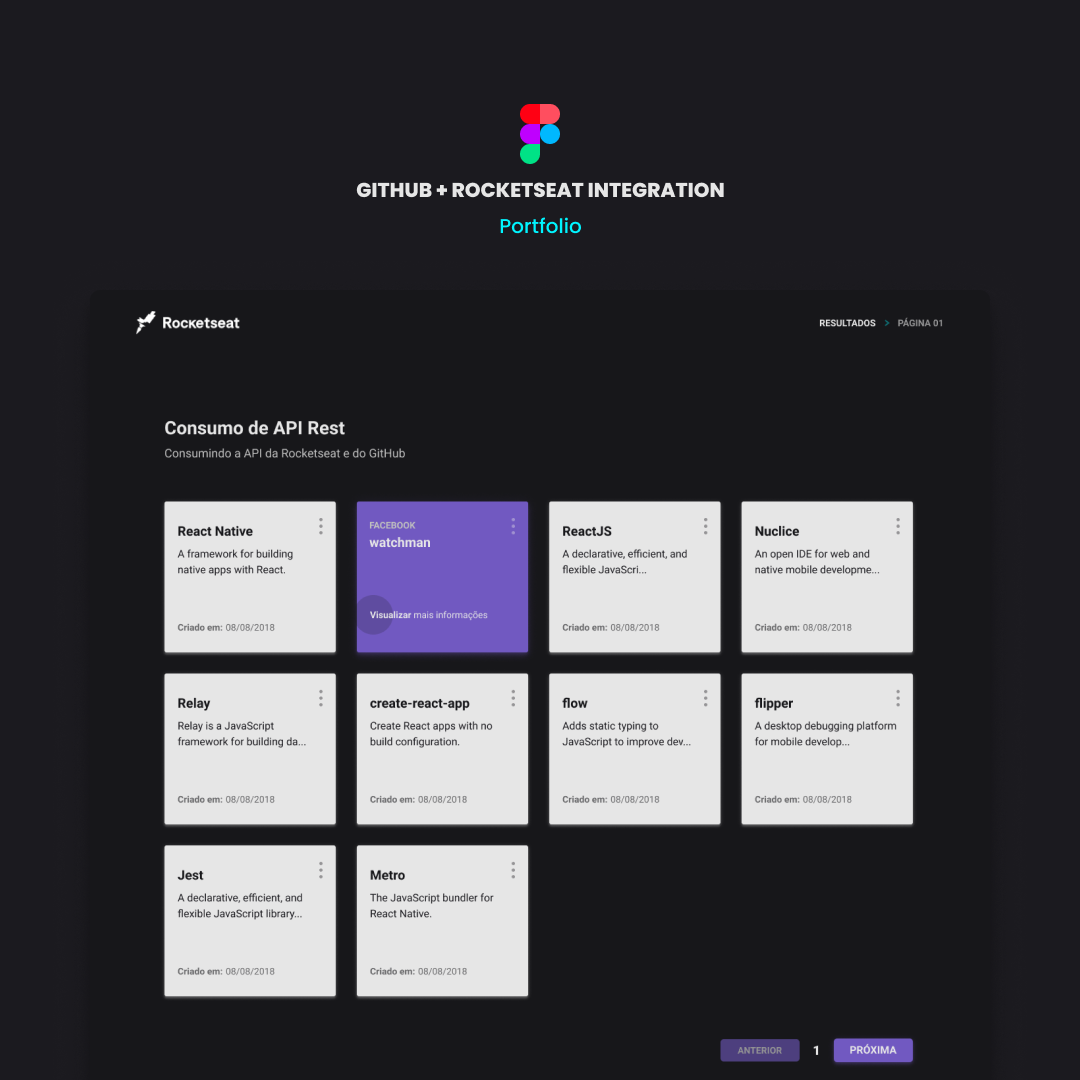 GITHUB + ROCKETSEAT INTEGRATION
Portfolio
Rocketseat
RESULTADOS > PÁGINA 01
Consumo de API Rest
Consumindo a API da Rocketseat e do GitHub
React Native
A framework for building
native apps with React.
Criado em: 08/08/2018
FACEBOOK
watchman
Visualizar mais informações
ReactJS
A declarative, efficient, and
flexible JavaScri...
Criado em: 08/08/2018
Nuclice
An open IDE for web and
native mobile developme...
Criado em: 08/08/2018
Relay
Relay is a JavaScript
framework for building da...
Criado em: 08/08/2018
create-react-app
Create React apps with no
build configuration.
Criado em: 08/08/2018
flow
Adds static typing to
JavaScript to improve dev...
Criado em: 08/08/2018
flipper
A desktop debugging platform
for mobile develop...
Criado em: 08/08/2018
Jest
A declarative, efficient, and
flexible JavaScript library...
Criado em: 08/08/2018
Metro
The JavaScript bundler for
React Native.
Criado em: 08/08/2018
ANTERIOR 1 PRÓXIMA